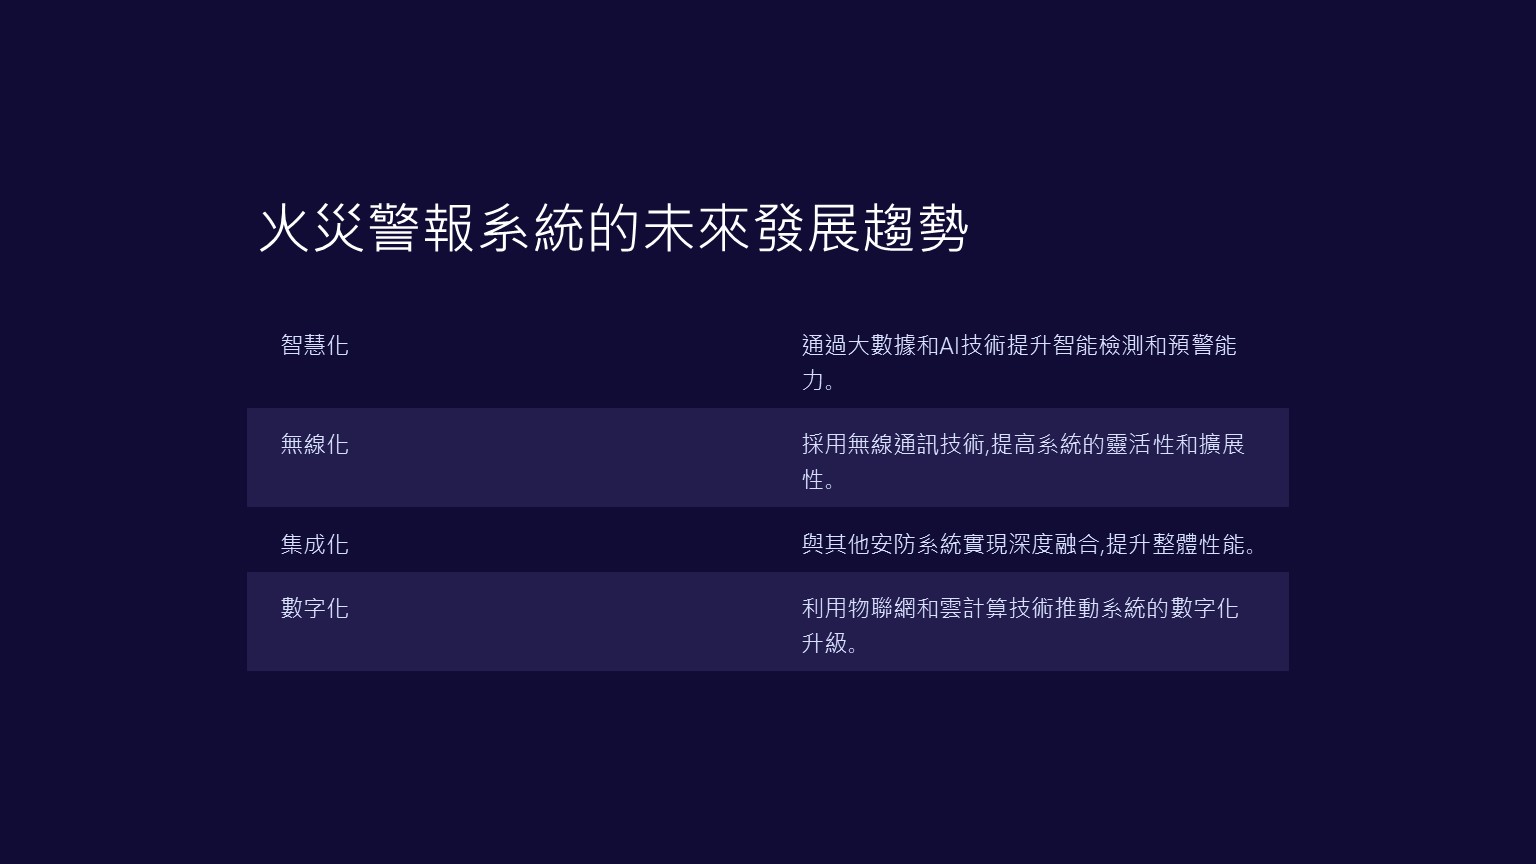 火災警報系統的未來發展趨勢
智慧化
通過大數據和AI技術提升智能檢測和預警能
力。
無線化
採用無線通訊技術,提高系統的靈活性和擴展
性。
集成化
與其他安防系統實現深度融合,提升整體性能。
數字化
利用物聯網和雲計算技術推動系統的數字化
升級。